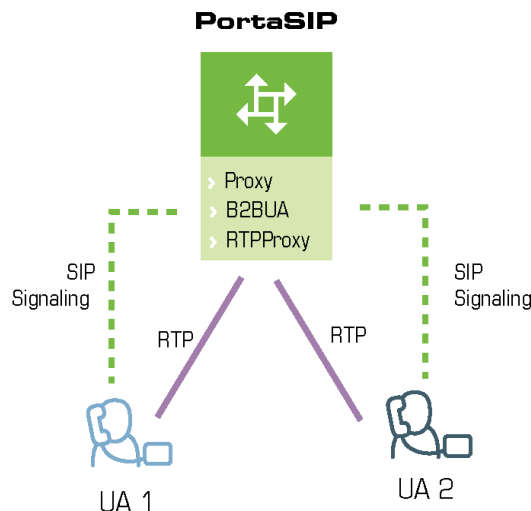 PortaSIP
Proxy
B2BUA
RTPProxy
SIP
Signaling
SIP
Signaling
RTP
RTP
UA 1
UA 2